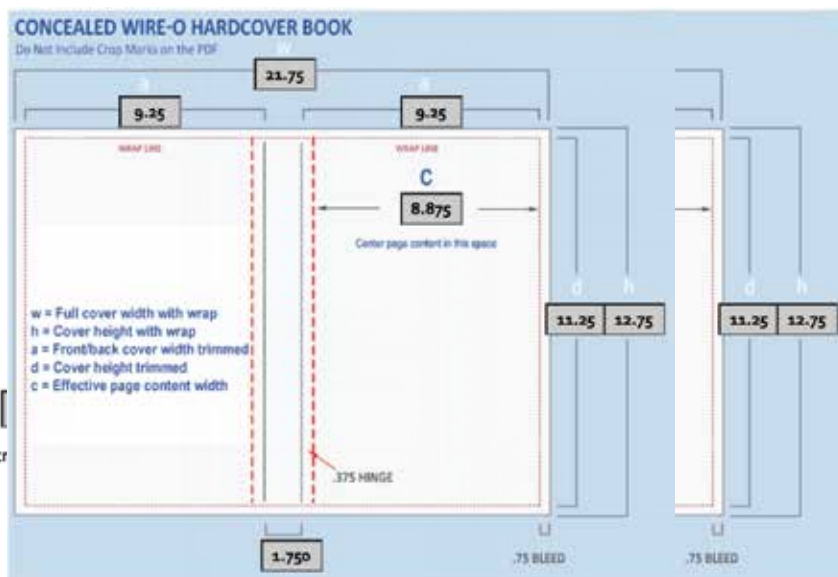 CONCEALED WIRE-O HARDCOVER BOOK
Do Not Include Crop Marks on the PDF
w
21.75
a a
9.25 9.25
WRAP LINE WRAP LINE
C
8.875
Center page content in this space
d h d h
11.25 12.75 11.25 12.75
w = Full cover width with wrap
h = Cover height with wrap
a = Front/back cover width trimmed
d = Cover height trimmed
c = Effective page content width
.375 HINGE
1.750
.75 BLEED .75 BLEED